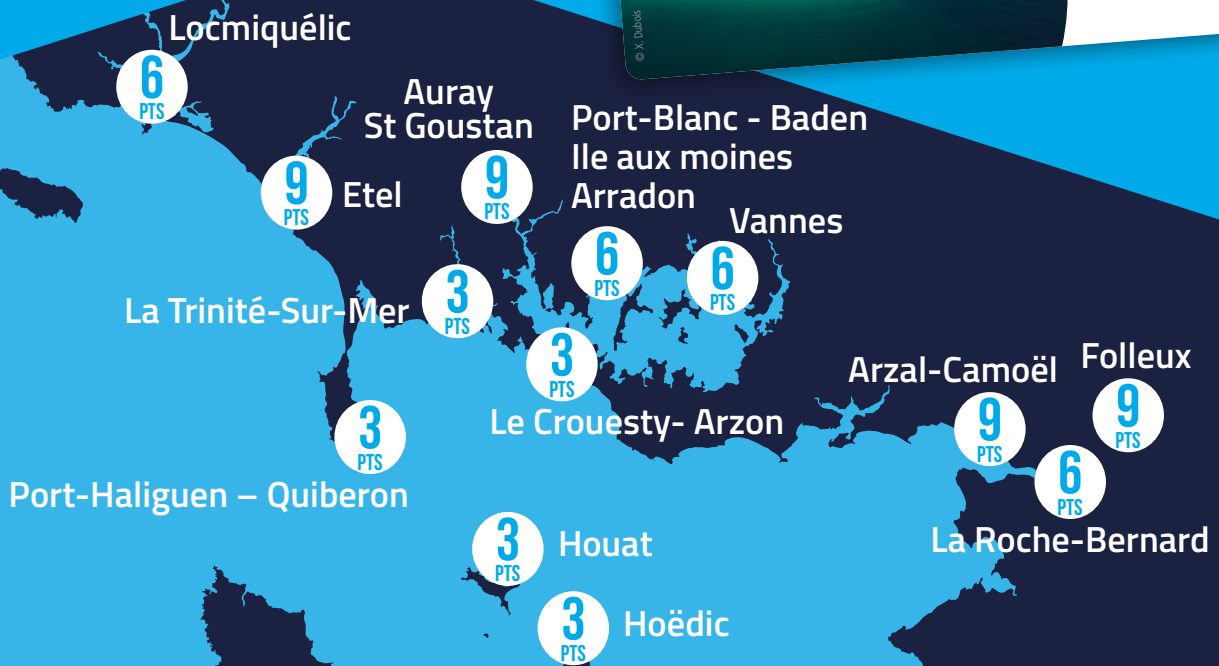 © X. Dubois
Locmiquélic
6
PTS
Auray
St Goustan
9
PTS
Port-Blanc - Baden
Ile aux moines
Arradon
6
PTS
9
PTS
Etel
Vannes
6
PTS
La Trinité-Sur-Mer
3
PTS
3
PTS
Le Crouesty- Arzon
Arzal-Camoël
9
PTS
Folleux
9
PTS
3
PTS
Port-Haliguen – Quiberon
6
PTS
La Roche-Bernard
3
PTS
Houat
3
PTS
Hoëdic